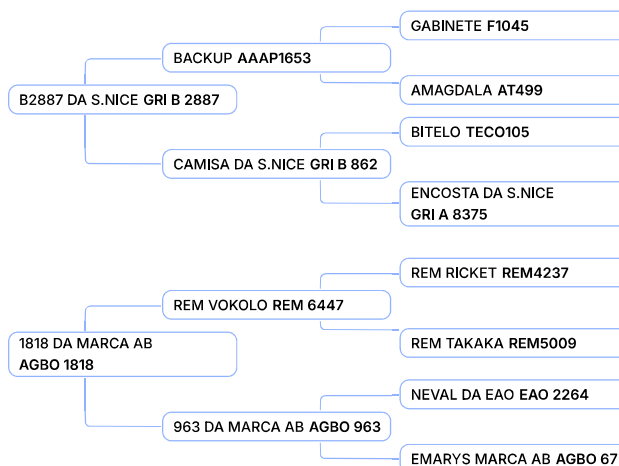 GABINETE F1045
BACKUP AAAP1653
AMAGDALA AT499
B2887 DA S.NICE GRI B 2887
BITELO TECO105
CAMISA DA S.NICE GRI B 862
ENCOSTA DA S.NICE
GRI A 8375
REM RICKET REM4237
REM VOKOLO REM 6447
REM TAKAKA REM5009
1818 DA MARCA AB
AGBO 1818
NEVAL DA EAO EAO 2264
963 DA MARCA AB AGBO 963
EMARYS MARCA AB AGBO 67